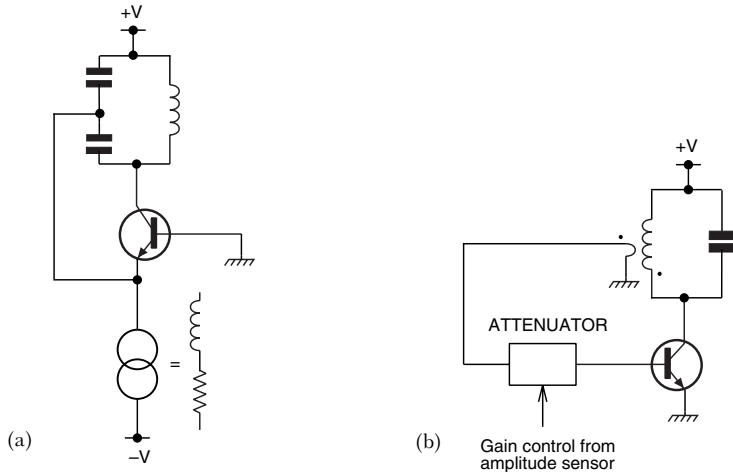 +V
=
−V
(a)
+V
ATTENUATOR
(b)
Gain control from
amplitude sensor